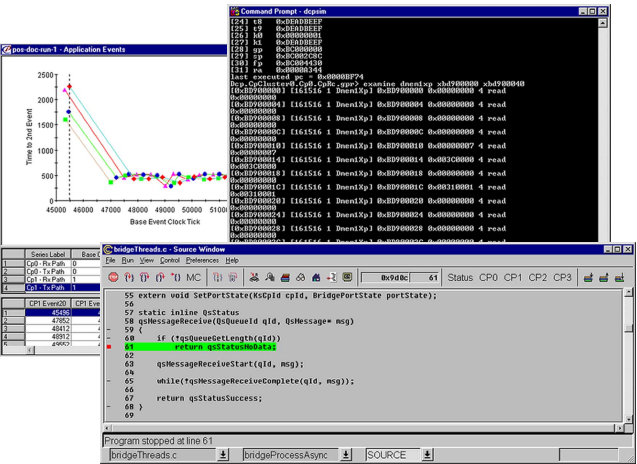 Command Prompt - dcpsim
[24] t8 0xDEADBEEF
[25] t9 0xDEADBEEF
[26] k0 0x00000001
[27] k1 0xDEADBEEF
[28] gp 0xBC000000
[29] sp 0xBC002C8C
[30] fp 0xBC004430
[31] ra 0x00000344
last executed pc = 0x0000BF74
Dcp.CpCluster0.Cp0.CpRc.gpr> examine dmem1xp xbd900000 xbd900040
[0xBD900000] [161516 1 Dmem1Xp] 0xBD900000 0x00000000 4 read
0x00000000
[0xBD900004] [161516 1 Dmem1Xp] 0xBD900004 0x00000000 4 read
0x00000000
[0xBD900008] [161516 1 Dmem1Xp] 0xBD900008 0x00000000 4 read
0x00000000
[0xBD90000C] [161516 1 Dmem1Xp] 0xBD90000C 0x00000000 4 read
0x00000000
[0xBD900010] [161516 1 Dmem1Xp] 0xBD900010 0x00000007 4 read
0x00000007
[0xBD900014] [161516 1 Dmem1Xp] 0xBD900014 0x003C0000 4 read
0x003C0000
[0xBD900018] [161516 1 Dmem1Xp] 0xBD900018 0x00000000 4 read
0x00000000
[0xBD90001C] [161516 1 Dmem1Xp] 0xBD90001C 0x00310001 4 read
0x00310001
[0xBD900020] [161516 1 Dmem1Xp] 0xBD900020 0x00000000 4 read
0x00000000
[0xBD900024] [161516 1 Dmem1Xp] 0xBD900024 0x00000000 4 read
0x00000000
[0xBD900028] [161516 1 Dmem1Xp] 0xBD900028 0x00000000 4 read
0x00000000
pos-doc-run-1 - Application Events
Time to 2nd Event
2500
2000
1500
1000
500
0
45000 46000 47000 48000 49000 50000 5100
Base Event Clock Tick
Series Label Base
1 Cp0 - Rx Path 0
2 Cp0 - Tx Path 0
3 Cp1 - Rx Path 1
4 Cp1 - Tx Path 1
CP1 Event20 CP1 Eve
1 45496
2 47852
3 48412
4 48912
5 49552
bridgeThreads.c - Source Window
File Run View Control Preferences Help
MC 0x9d0c 61 Status CP0 CP1 CP2 CP3
55 extern void SetPortState(KsCpId cpId, BridgePortState portState);
56
57 static inline QsStatus
58 qsMessageReceive(QsQueueId qId, QsMessage* msg)
59 {
60 if (!qsQueueGetLength(qId))
61 return qsStatusNoData;
62
63 qsMessageReceiveStart(qId, msg);
64
65 while(!qsMessageReceiveComplete(qId, msg));
66
67 return qsStatusSuccess;
68 }
69
Program stopped at line 61
bridgeThreads.c bridgeProcessAsync SOURCE